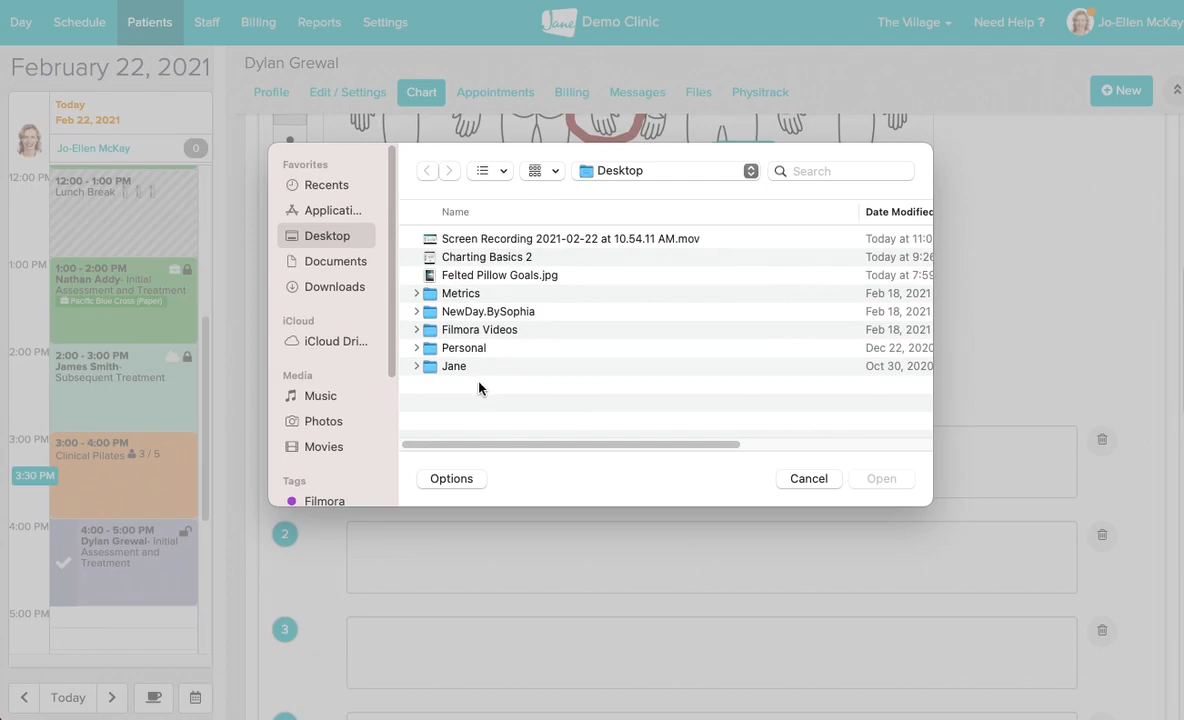 Day Schedule Patients Staff Billing Reports Settings
Jane Demo Clinic
The Village Need Help ? Jo-Ellen McKay
February 22, 2021
Today
Feb 22, 2021
Jo-Ellen McKay 0
12:00 PM
12:00 - 1:00 PM
Lunch Break
1:00 PM
1:00 - 2:00 PM
Nathan Addy- Initial
Assessment and Treatment
Pacific Blue Cross (Paper)
2:00 PM
2:00 - 3:00 PM
James Smith-
Subsequent Treatment
3:00 PM
3:00 - 4:00 PM
Clinical Pilates 3 / 5
3:30 PM
4:00 PM
4:00 - 5:00 PM
Dylan Grewal- Initial
Assessment and
Treatment
5:00 PM
Today
Dylan Grewal
Profile Edit / Settings Chart Appointments Billing Messages Files Physitrack
New
Favorites
Recents
Applicati...
Desktop
Documents
Downloads
iCloud
iCloud Dri...
Media
Music
Photos
Movies
Tags
Filmora
Desktop
Search
Name Date Modified
Screen Recording 2021-02-22 at 10.54.11 AM.mov Today at 11:0
Charting Basics 2 Today at 9:26
Felted Pillow Goals.jpg Today at 7:59
Metrics Feb 18, 2021
NewDay.BySophia Feb 18, 2021
Filmora Videos Feb 18, 2021
Personal Dec 22, 2020
Jane Oct 30, 2020
Options Cancel Open
2
3